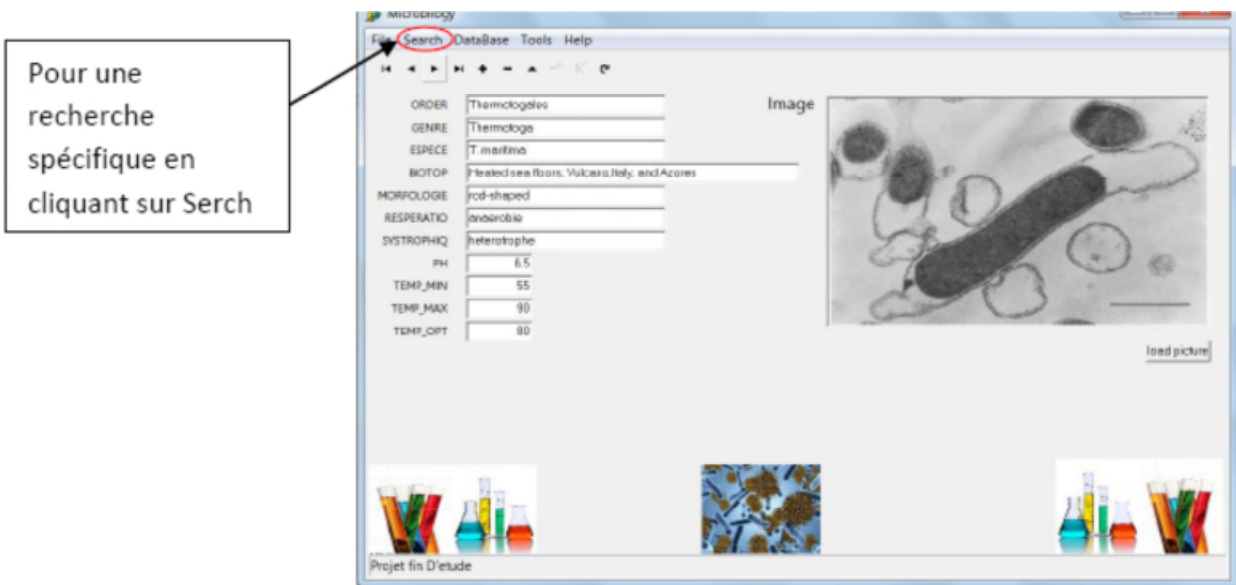 Microbilogy
File Search DataBase Tools Help
Pour une
recherche
spécifique en
cliquant sur Serch
ORDER Thermotogales
GENRE Thermotoga
ESPECE T. maritima
BIOTOP Heated sea floors, Vulcano, Italy, and Azores
MORFOLOGIE rod-shaped
RESPERATIO anaerobie
SYSTROPHIQ heterotrophe
PH 6.5
TEMP_MIN 55
TEMP_MAX 90
TEMP_OPT 80
Image
load picture
Projet fin D'etude